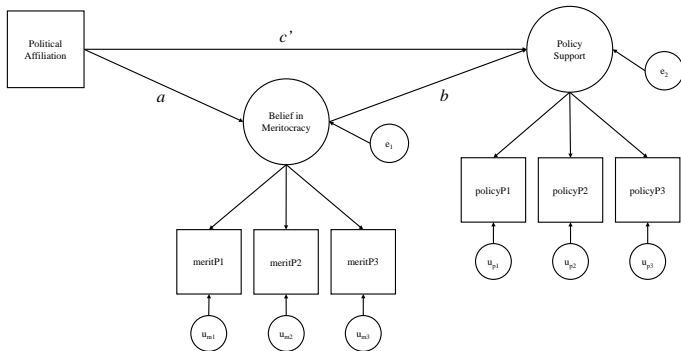 Political
Affiliation
c’
Policy
Support
e2
a
b
Belief in
Meritocracy
e1
policyP1
policyP2
policyP3
meritP1
meritP2
meritP3
up1
up2
up3
um1
um2
um3